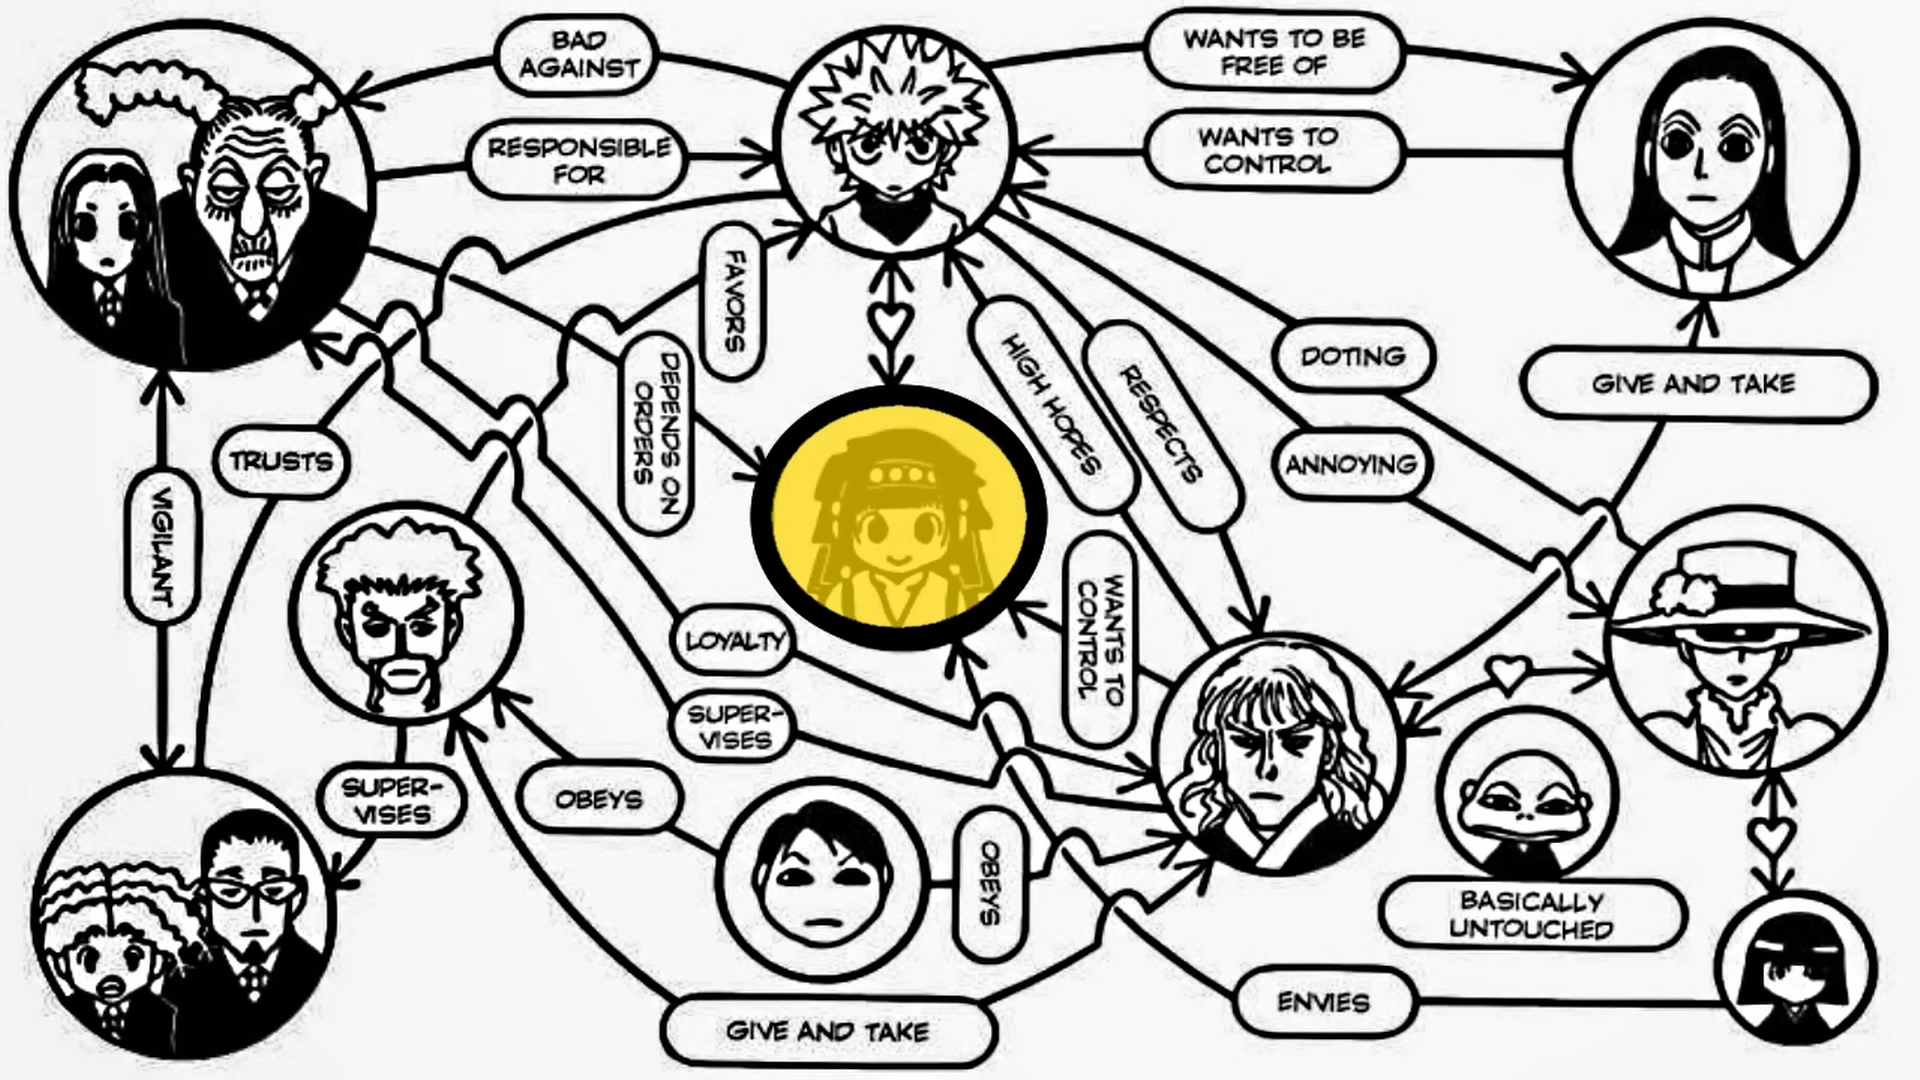 BAD
AGAINST
WANTS TO BE
FREE OF
RESPONSIBLE
FOR
WANTS TO
CONTROL
FAVORS
DEPENDS ON
ORDERS
HIGH HOPES
RESPECTS
DOTING
GIVE AND TAKE
TRUSTS
ANNOYING
VIGILANT
WANTS TO
CONTROL
LOYALTY
SUPER-
VISES
SUPER-
VISES
OBEYS
OBEYS
BASICALLY
UNTOUCHED
ENVIES
GIVE AND TAKE